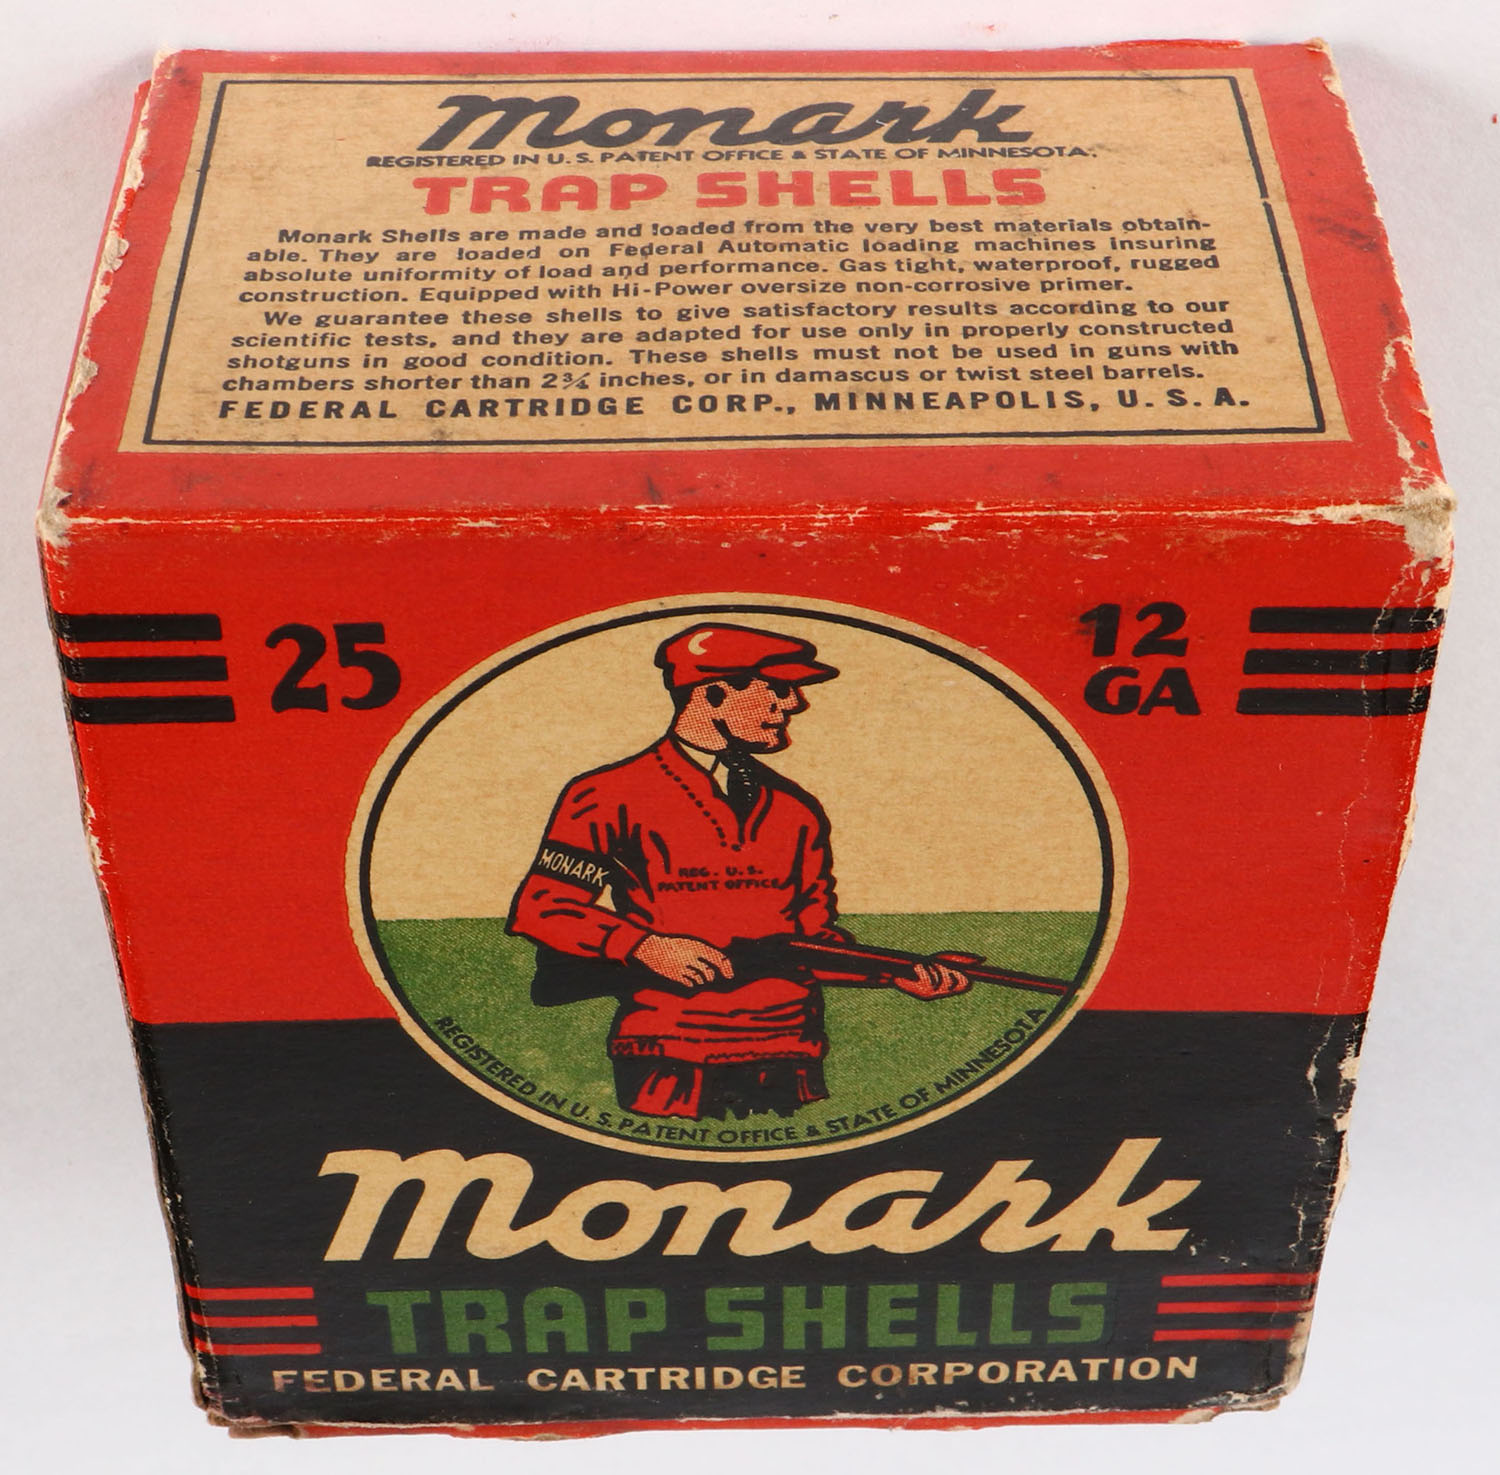 Monark
REGISTERED IN U.S. PATENT OFFICE & STATE OF MINNESOTA.
TRAP SHELLS
Monark Shells are made and loaded from the very best materials obtain-
able. They are loaded on Federal Automatic loading machines insuring
absolute uniformity of load and performance. Gas tight, waterproof, rugged
construction. Equipped with Hi-Power oversize non-corrosive primer.
We guarantee these shells to give satisfactory results according to our
scientific tests, and they are adapted for use only in properly constructed
shotguns in good condition. These shells must not be used in guns with
chambers shorter than 2¾ inches, or in damascus or twist steel barrels.
FEDERAL CARTRIDGE CORP., MINNEAPOLIS, U.S.A.
25
12
GA
MONARK
REG. U.S.
PATENT OFFICE
REGISTERED IN U.S. PATENT OFFICE & STATE OF MINNESOTA
Monark
TRAP SHELLS
FEDERAL CARTRIDGE CORPORATION